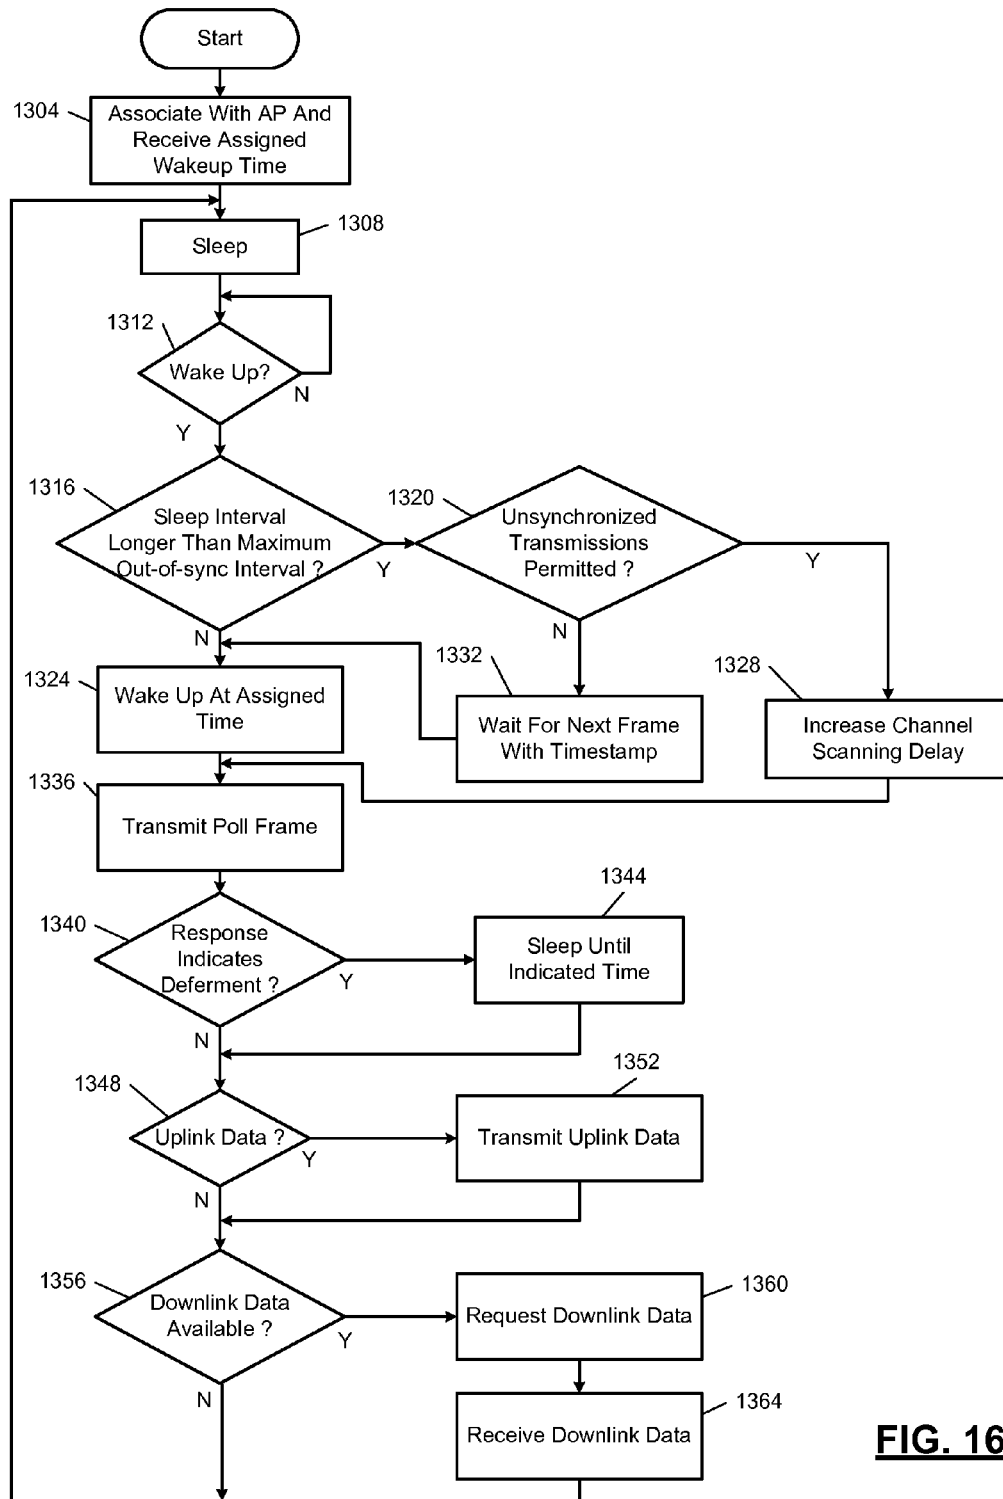 Start
1304
Associate With AP And
Receive Assigned
Wakeup Time
1308
Sleep
1312
Wake Up?
N
Y
1316
Sleep Interval
Longer Than Maximum
Out-of-sync Interval ?
Y
N
1320
Unsynchronized
Transmissions
Permitted ?
Y
N
1324
Wake Up At Assigned
Time
1332
Wait For Next Frame
With Timestamp
1328
Increase Channel
Scanning Delay
1336
Transmit Poll Frame
1340
Response
Indicates
Deferment ?
Y
N
1344
Sleep Until
Indicated Time
1348
Uplink Data ?
Y
N
1352
Transmit Uplink Data
1356
Downlink Data
Available ?
Y
N
1360
Request Downlink Data
1364
Receive Downlink Data
FIG. 16